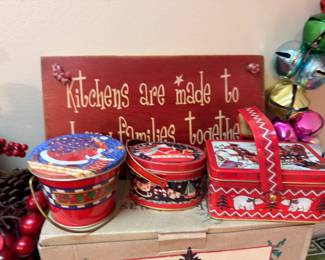 Kitchens are made to
families together